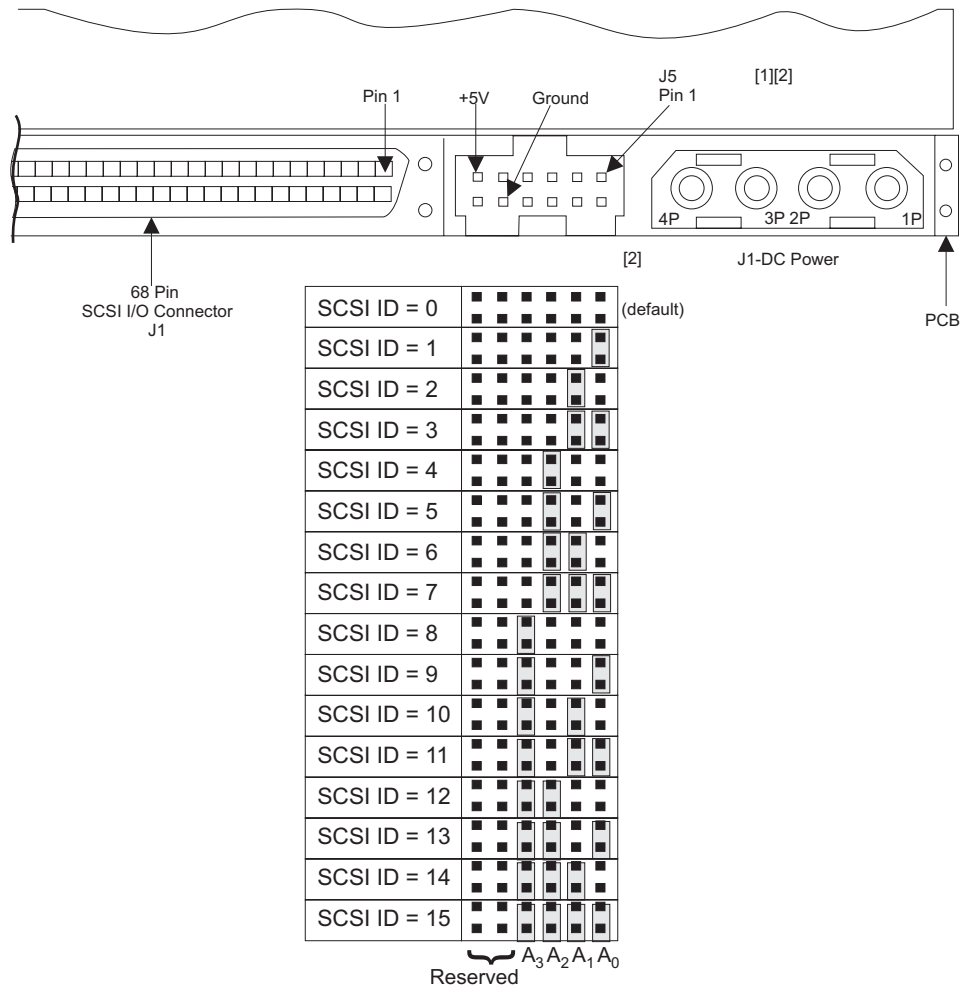 J5 [1][2]
Pin 1 +5V Ground Pin 1
4P 3P 2P 1P
[2] J1-DC Power
68 Pin
SCSI I/O Connector
J1
PCB
SCSI ID = 0 (default)
SCSI ID = 1
SCSI ID = 2
SCSI ID = 3
SCSI ID = 4
SCSI ID = 5
SCSI ID = 6
SCSI ID = 7
SCSI ID = 8
SCSI ID = 9
SCSI ID = 10
SCSI ID = 11
SCSI ID = 12
SCSI ID = 13
SCSI ID = 14
SCSI ID = 15
A3 A2 A1 A0
Reserved